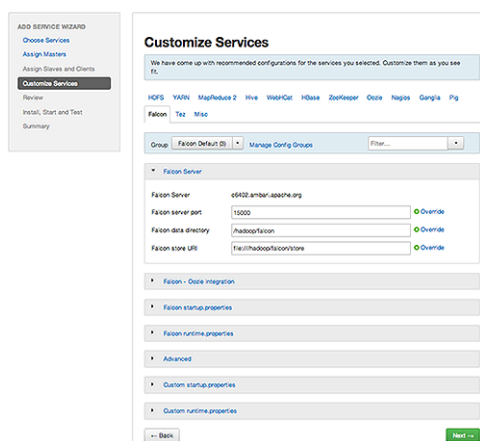 ADD SERVICE WIZARD
Choose Services
Assign Masters
Assign Slaves and Clients
Customize Services
Review
Install, Start and Test
Summary
Customize Services
We have come up with recommended configurations for the services you selected. Customize them as you see
fit.
HDFS YARN MapReduce 2 Hive WebHCat HBase ZooKeeper Oozie Nagios Ganglia Pig
Falcon Tez Misc
Group Falcon Default (3) Manage Config Groups Filter...
Falcon Server
Falcon Server c6402.ambari.apache.org
Falcon server port 15000 Override
Falcon data directory /hadoop/falcon Override
Falcon store URI file:///hadoop/falcon/store Override
Falcon - Oozie integration
Falcon startup.properties
Falcon runtime.properties
Advanced
Custom startup.properties
Custom runtime.properties
← Back Next →